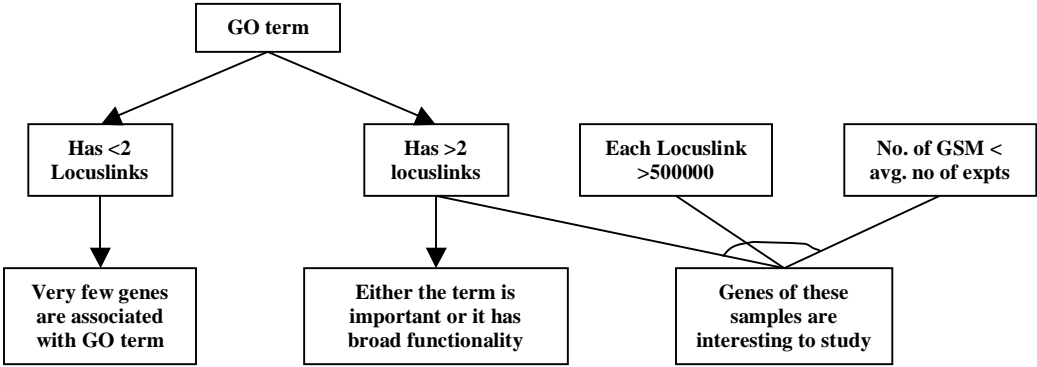 GO term
Has <2
Locuslinks
Has >2
locuslinks
Each Locuslink
>500000
No. of GSM <
avg. no of expts
Very few genes
are associated
with GO term
Either the term is
important or it has
broad functionality
Genes of these
samples are
interesting to study